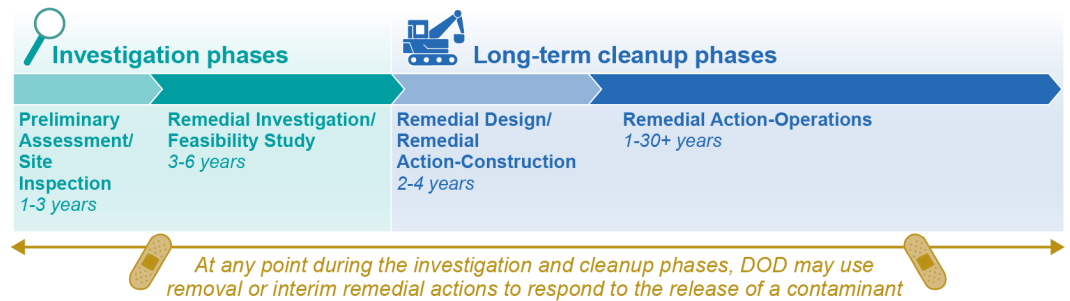 Investigation phases
Long-term cleanup phases
Preliminary
Assessment/
Site
Inspection
1-3 years
Remedial Investigation/
Feasibility Study
3-6 years
Remedial Design/
Remedial
Action-Construction
2-4 years
Remedial Action-Operations
1-30+ years
At any point during the investigation and cleanup phases, DOD may use
removal or interim remedial actions to respond to the release of a contaminant